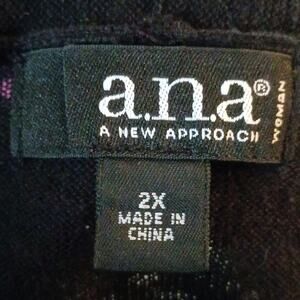 a.n.a®
A NEW APPROACH
WOMAN
2X
MADE IN
CHINA